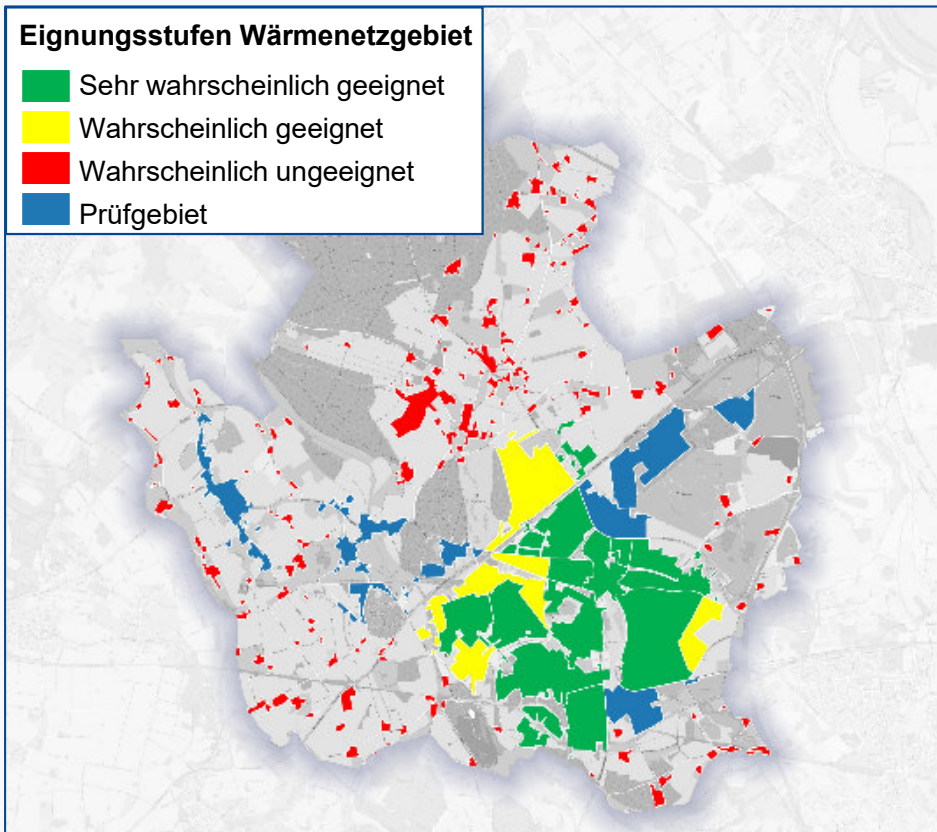 Eignungsstufen Wärmenetzgebiet
Sehr wahrscheinlich geeignet
Wahrscheinlich geeignet
Wahrscheinlich ungeeignet
Prüfgebiet